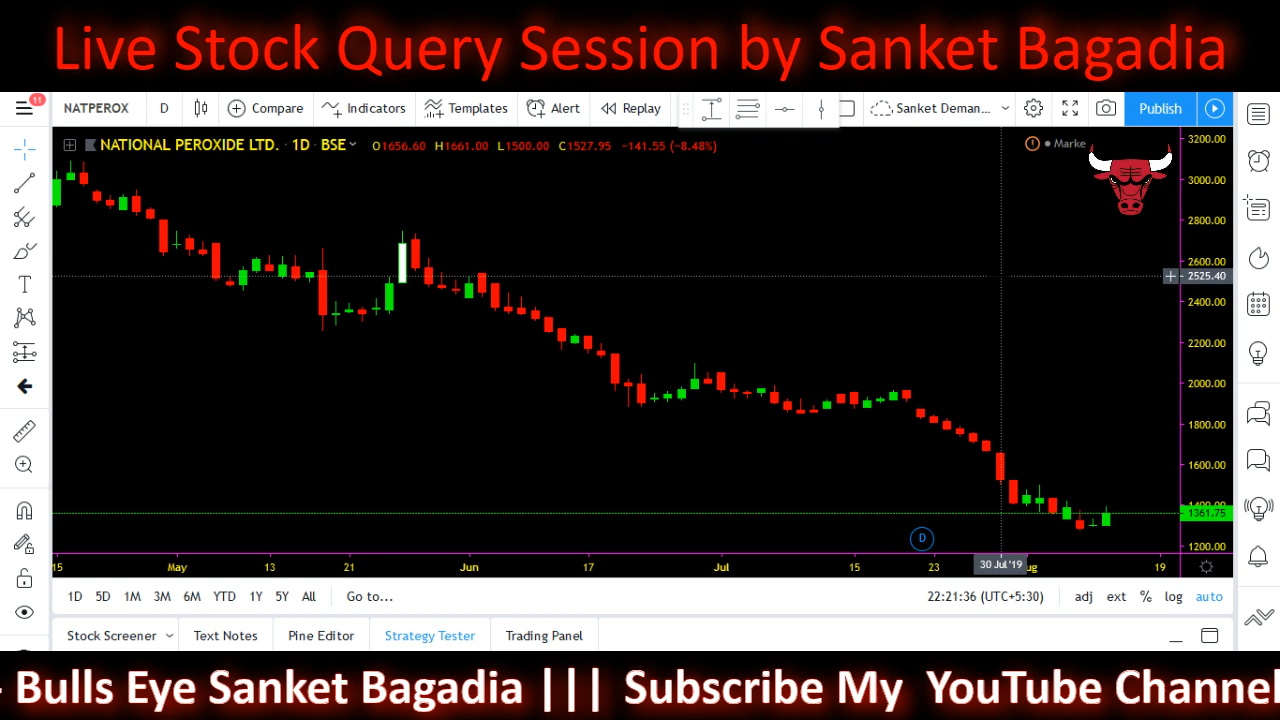 Live Stock Query Session by Sanket Bagadia
11
NATPEROX D Compare Indicators Templates Alert Replay Sanket Deman... Publish
NATIONAL PEROXIDE LTD. · 1D · BSE O1656.60 H1661.00 L1500.00 C1527.95 −141.55 (−8.48%)
Marke
3200.00
3000.00
2800.00
2600.00
2525.40
2400.00
2200.00
2000.00
1800.00
1600.00
1361.75
1200.00
D
15 May 13 21 Jun 17 Jul 15 23 30 Jul '19 ug 19
1D 5D 1M 3M 6M YTD 1Y 5Y All Go to... 22:21:36 (UTC+5:30) adj ext % log auto
Stock Screener Text Notes Pine Editor Strategy Tester Trading Panel
- Bulls Eye Sanket Bagadia ||| Subscribe My YouTube Channel